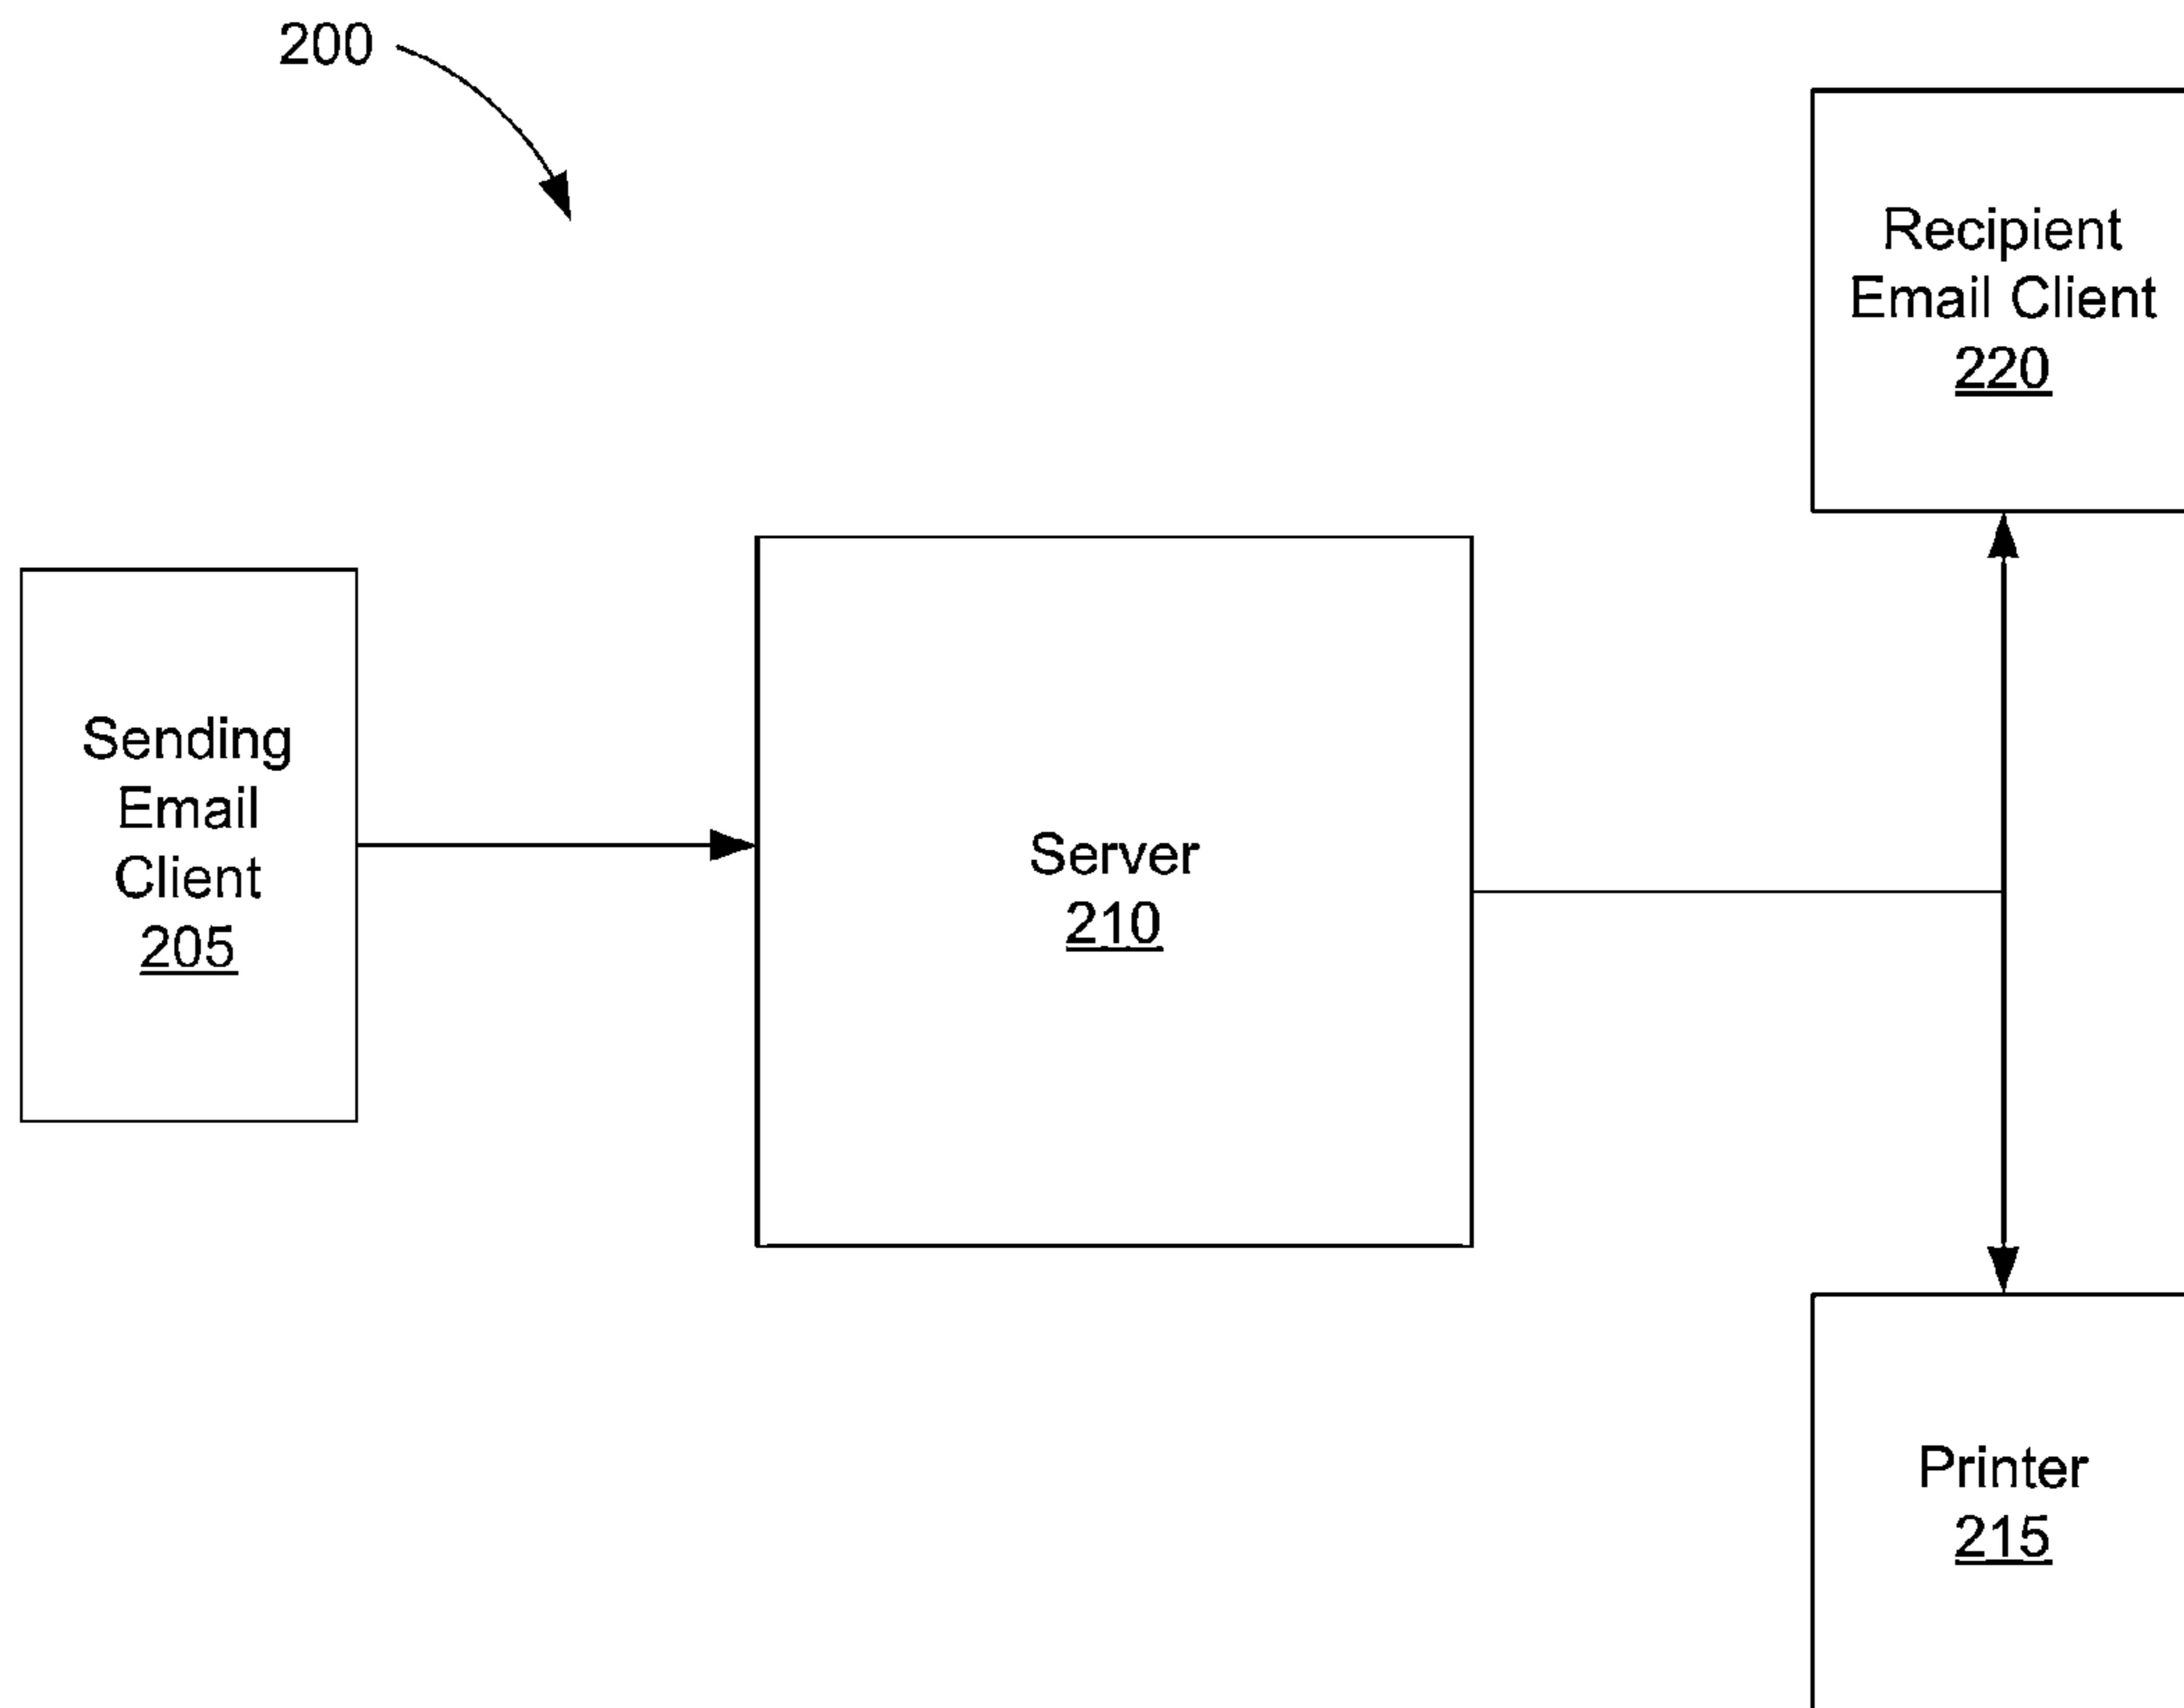 200
Recipient
Email Client
220
Sending
Email
Client
205
Server
210
Printer
215